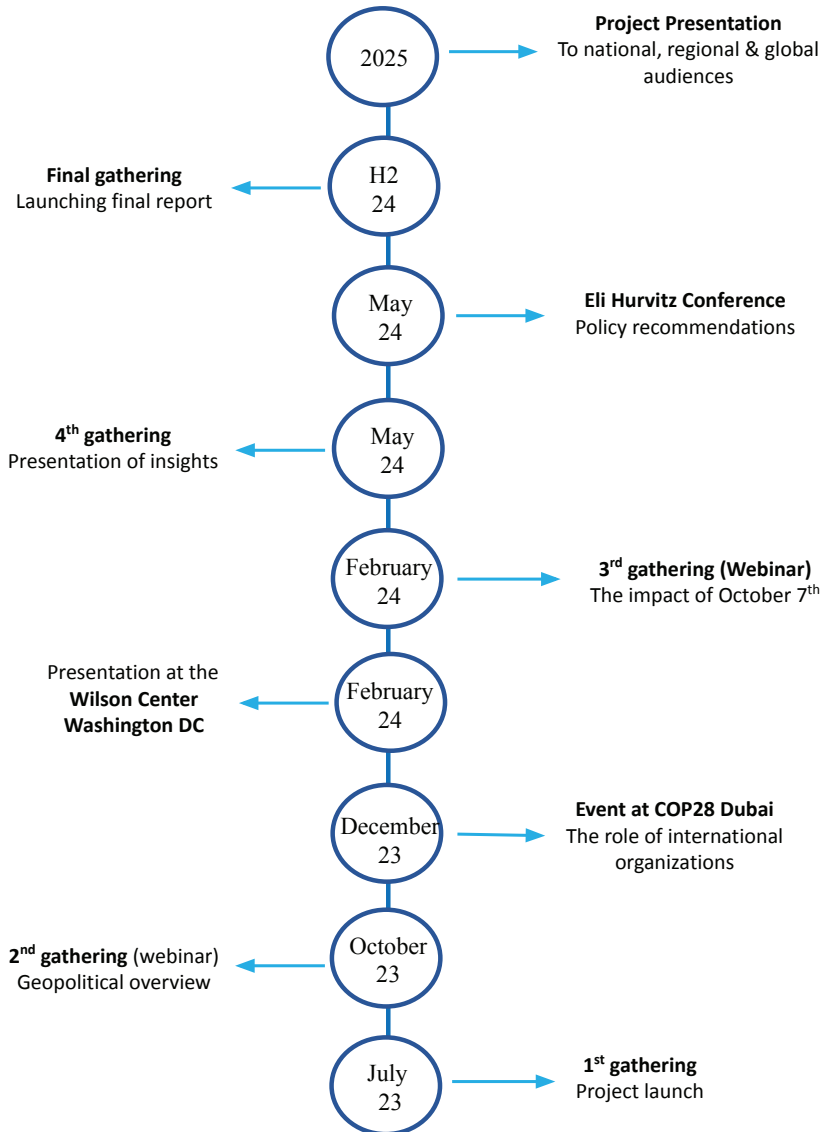 2025
Project Presentation
To national, regional & global
audiences
Final gathering
Launching final report
H2
24
May
24
Eli Hurvitz Conference
Policy recommendations
4th gathering
Presentation of insights
May
24
February
24
3rd gathering (Webinar)
The impact of October 7th
Presentation at the
Wilson Center
Washington DC
February
24
December
23
Event at COP28 Dubai
The role of international
organizations
2nd gathering (webinar)
Geopolitical overview
October
23
July
23
1st gathering
Project launch